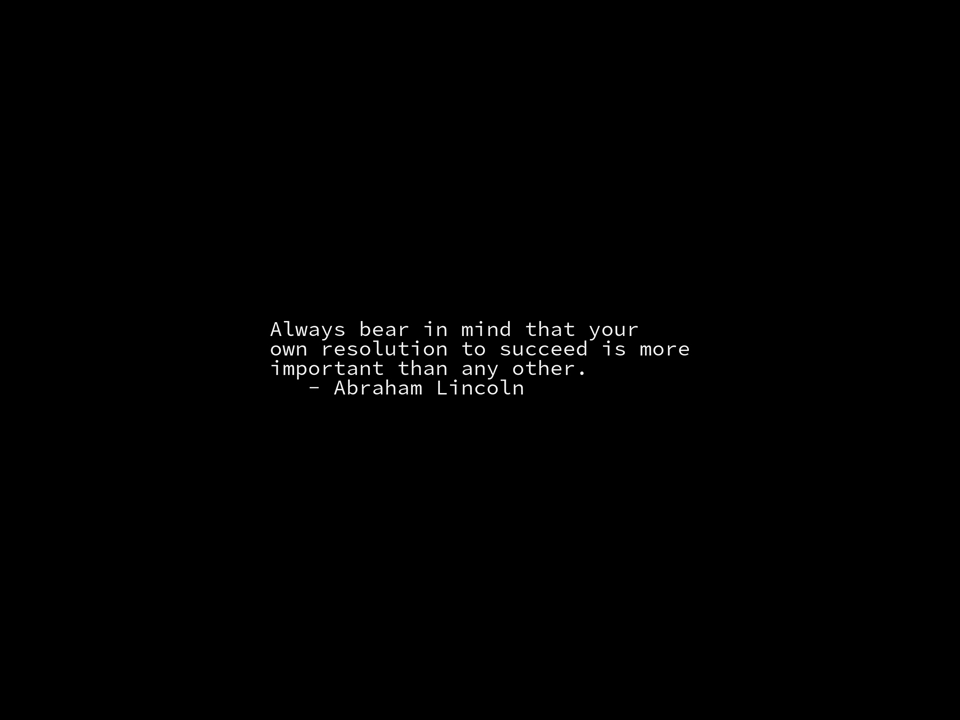 Always bear in mind that your
own resolution to succeed is more
important than any other.
– Abraham Lincoln